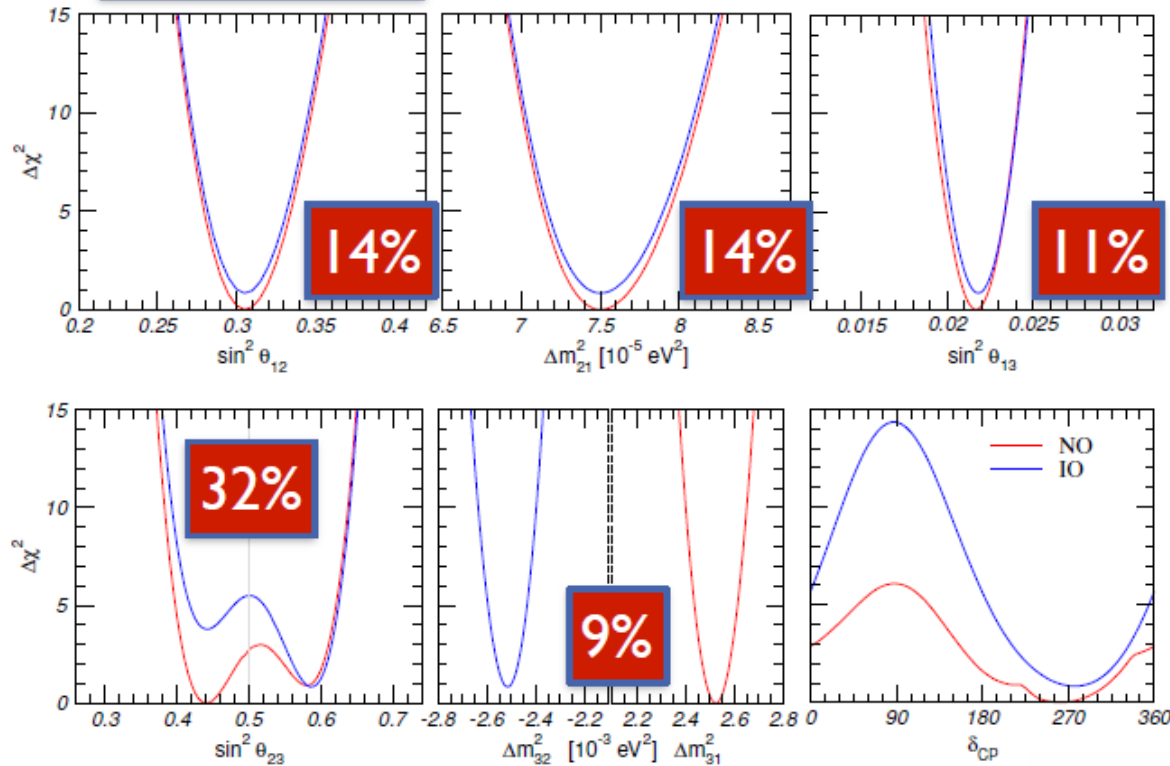 15
10
5
0
Δχ²
0.2 0.25 0.3 0.35 0.4
sin² θ₁₂
14%
6.5 7 7.5 8 8.5
Δm²₂₁ [10⁻⁵ eV²]
14%
0.015 0.02 0.025 0.03
sin² θ₁₃
11%
15
10
5
0
Δχ²
0.3 0.4 0.5 0.6 0.7
sin² θ₂₃
32%
-2.8 -2.6 -2.4 -2.2 2.2 2.4 2.6 2.8
Δm²₃₂ [10⁻³ eV²] Δm²₃₁
9%
NO
IO
0 90 180 270 360
δCP